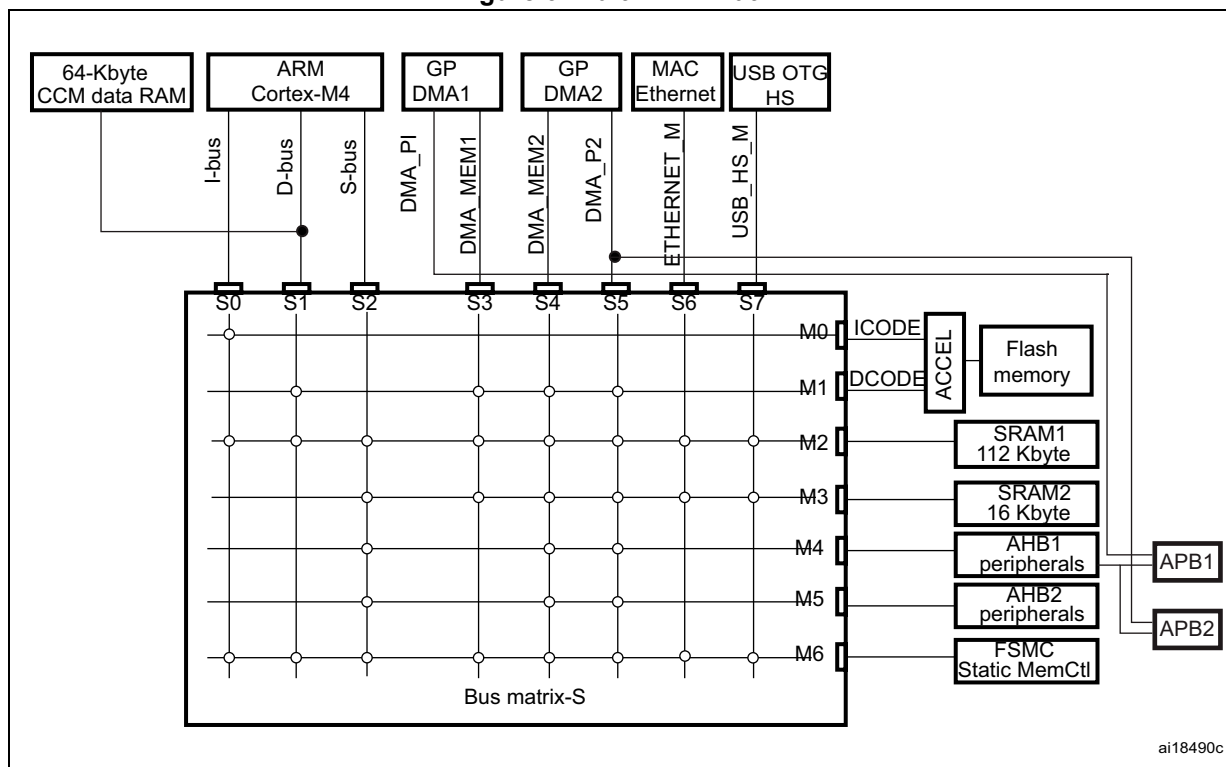 64-Kbyte
CCM data RAM
ARM
Cortex-M4
GP
DMA1
GP
DMA2
MAC
Ethernet
USB OTG
HS
I-bus
D-bus
S-bus
DMA_PI
DMA_MEM1
DMA_MEM2
DMA_P2
ETHERNET_M
USB_HS_M
S0 S1 S2 S3 S4 S5 S6 S7
M0 ICODE
M1 DCODE
ACCEL
Flash
memory
M2
SRAM1
112 Kbyte
M3
SRAM2
16 Kbyte
M4
AHB1
peripherals
APB1
M5
AHB2
peripherals
APB2
M6
FSMC
Static MemCtl
Bus matrix-S
ai18490c